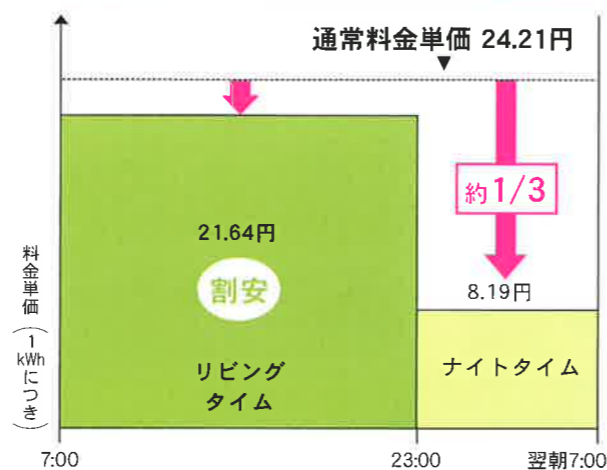 通常料金単価 24.21円
▼
約1/3
21.64円
割安
8.19円
リビング
タイム
ナイトタイム
料金単価(1kWhにつき)
7:00
23:00
翌朝7:00